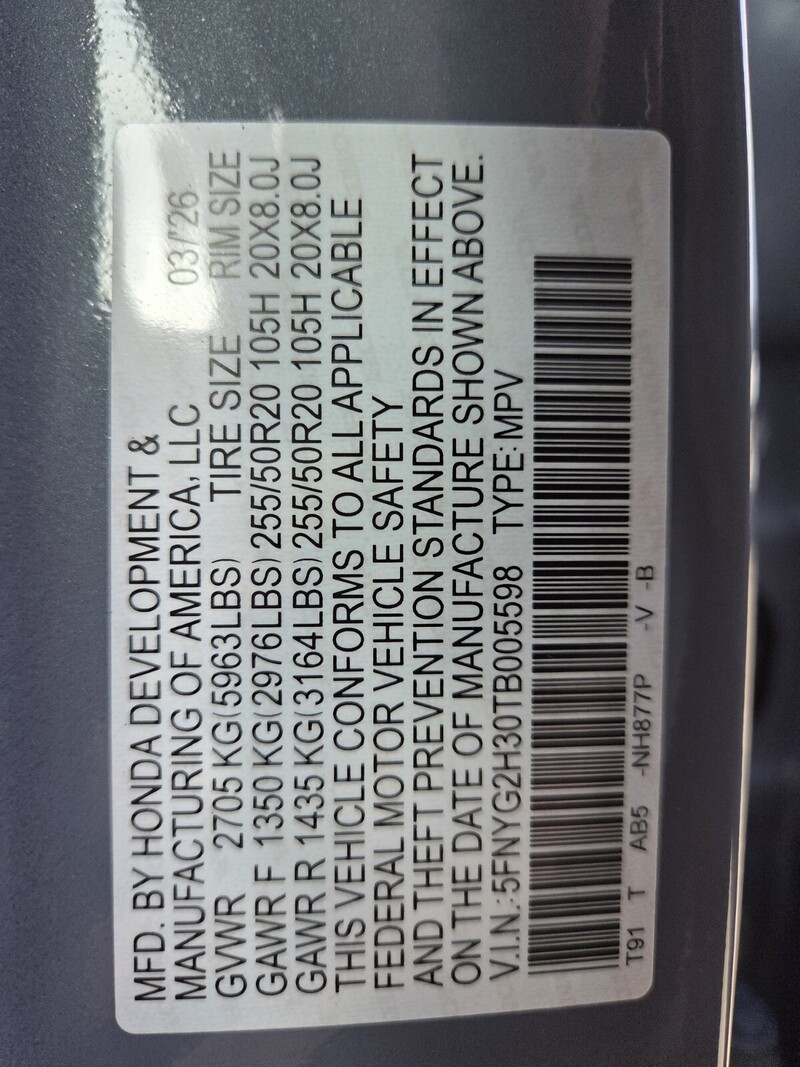 MFD. BY HONDA DEVELOPMENT &
MANUFACTURING OF AMERICA, LLC 03/'26
GVWR 2705 KG(5963LBS) TIRE SIZE RIM SIZE
GAWR F 1350 KG(2976LBS) 255/50R20 105H 20X8.0J
GAWR R 1435 KG(3164LBS) 255/50R20 105H 20X8.0J
THIS VEHICLE CONFORMS TO ALL APPLICABLE
FEDERAL MOTOR VEHICLE SAFETY
AND THEFT PREVENTION STANDARDS IN EFFECT
ON THE DATE OF MANUFACTURE SHOWN ABOVE.
V.I.N.:5FNYG2H30TB005598 TYPE:MPV
T91 T AB5 -NH877P -V -B